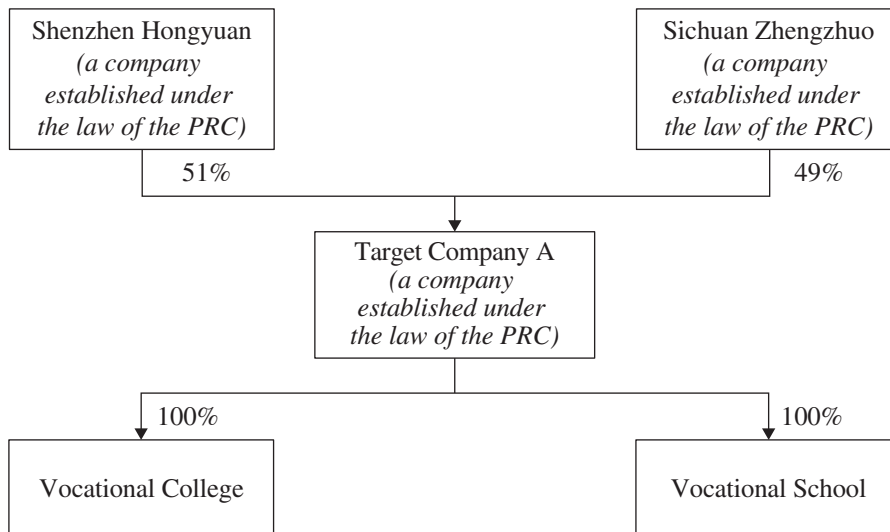 Shenzhen Hongyuan
(a company
established under
the law of the PRC)
Sichuan Zhengzhuo
(a company
established under
the law of the PRC)
51%
49%
Target Company A
(a company
established under
the law of the PRC)
100%
100%
Vocational College
Vocational School